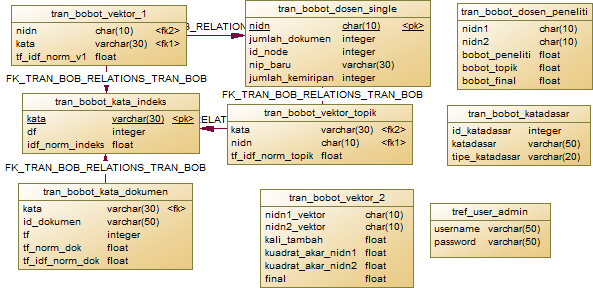 tran_bobot_vektor_1
nidn char(10) <fk2>
kata varchar(30) <fk1>
tf_idf_norm_v1 float
B_RELATIONS
tran_bobot_dosen_single
nidn char(10) <pk>
jumlah_dokumen integer
id_node integer
nip_baru varchar(30)
jumlah_kemiripan integer
tran_bobot_dosen_peneliti
nidn1 char(10)
nidn2 char(10)
bobot_peneliti float
bobot_topik float
bobot_final float
FK_TRAN_BOB_RELATIONS_TRAN_BOB
FK_TRAN_BOB_RELATIONS_TRAN_BOB
tran_bobot_kata_indeks
kata varchar(30) <pk>
df integer
idf_norm_indeks float
RELAT
tran_bobot_vektor_topik
kata varchar(30) <fk2>
nidn char(10) <fk1>
tf_idf_norm_topik float
tran_bobot_katadasar
id_katadasar integer
katadasar varchar(50)
tipe_katadasar varchar(20)
FK_TRAN_BOB_RELATIONS_TRAN_BOB
tran_bobot_kata_dokumen
kata varchar(30) <fk>
id_dokumen varchar(50)
tf integer
tf_norm_dok float
tf_idf_norm_dok float
tran_bobot_vektor_2
nidn1_vektor char(10)
nidn2_vektor char(10)
kali_tambah float
kuadrat_akar_nidn1 float
kuadrat_akar_nidn2 float
final float
tref_user_admin
username varchar(50)
password varchar(50)